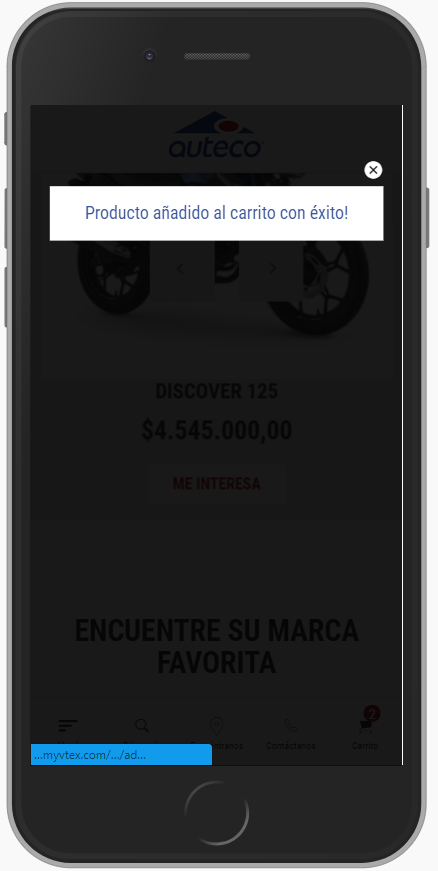 auteco
Producto añadido al carrito con éxito!
DISCOVER 125
$4.545.000,00
ME INTERESA
ENCUENTRE SU MARCA
FAVORITA
2
Contáctanos Carrito
...myvtex.com/.../ad...